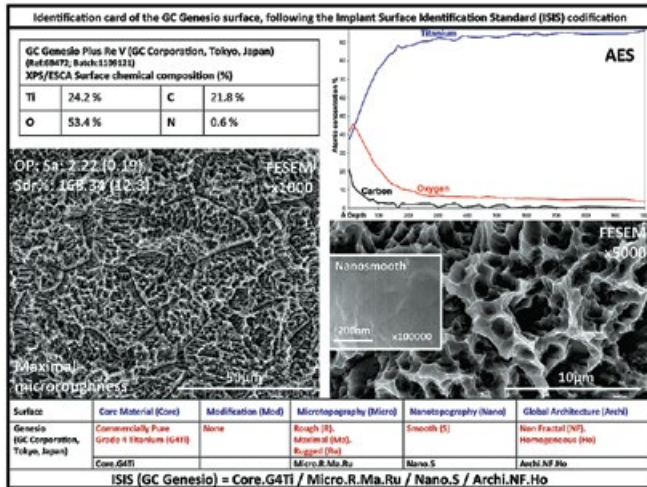 Identification card of the GC Genesio surface, following the Implant Surface Identification Standard (ISIS) codification
GC Genesio Plus Re V (GC Corporation, Tokyo, Japan)
XPS/ESCA Surface chemical composition (%)
Ti 24.2 % C 21.8 %
O 53.4 % N 0.6 %
Titanium
AES
Atomic concentration %
Carbon
Oxygen
Å Depth
OP: Sa: 2.22 (0.19)
Sdr%: 168.34 (12.3)
FESEM
x1000
Maximal
microroughness
50µm
FESEM
x5000
Nanosmooth
200nm
x100000
10µm
Surface Core Material (Core) Modification (Mod) Microtopography (Micro) Nanotopography (Nano) Global Architecture (Archi)
Genesio
(GC Corporation,
Tokyo, Japan)
Commercially Pure
Grade 4 Titanium (G4Ti)
None
Rough (R).
Maximal (Ma).
Rugged (Ru)
Smooth (S)
Non Fractal (NF).
Homogeneous (Ho)
Core.G4Ti Micro.R.Ma.Ru Nano.S Archi.NF.Ho
ISIS (GC Genesio) = Core.G4Ti / Micro.R.Ma.Ru / Nano.S / Archi.NF.Ho